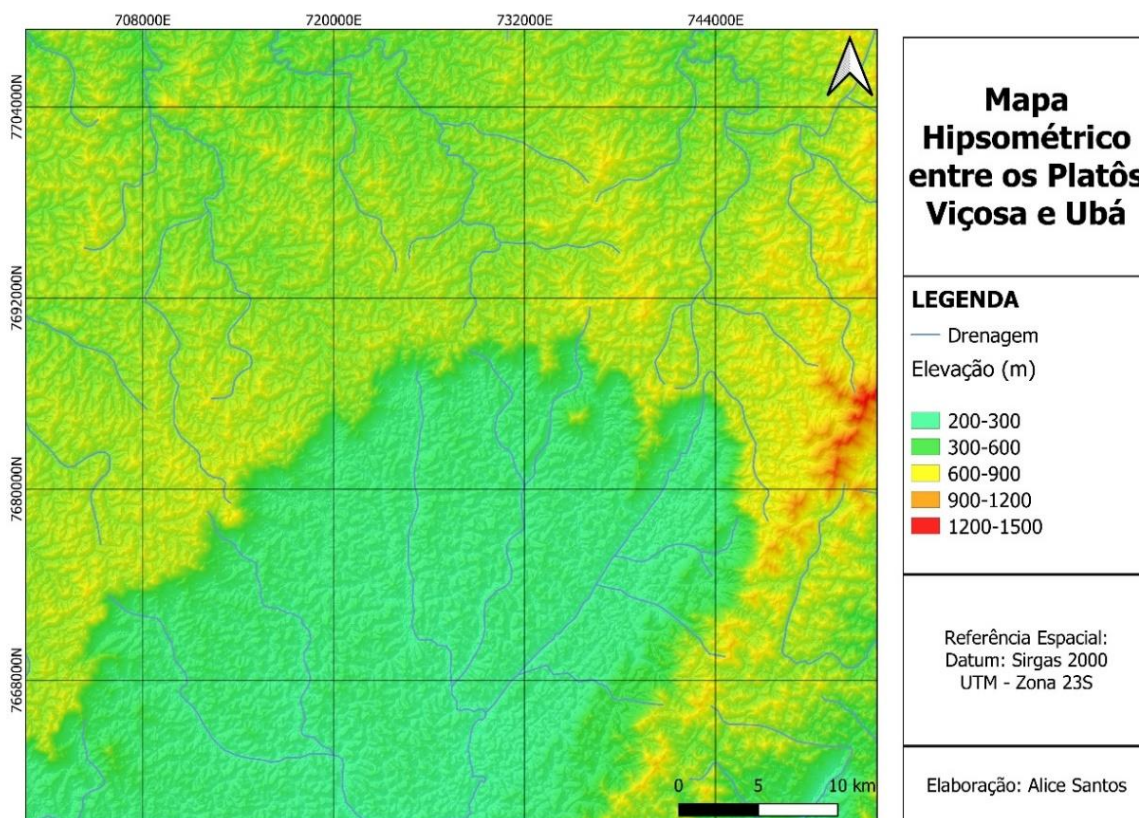 708000E
720000E
732000E
744000E
7704000N
7692000N
7680000N
7668000N
0
5
10 km
Mapa
Hipsométrico
entre os Platôs
Viçosa e Ubá
LEGENDA
Drenagem
Elevação (m)
200-300
300-600
600-900
900-1200
1200-1500
Referência Espacial:
Datum: Sirgas 2000
UTM - Zona 23S
Elaboração: Alice Santos